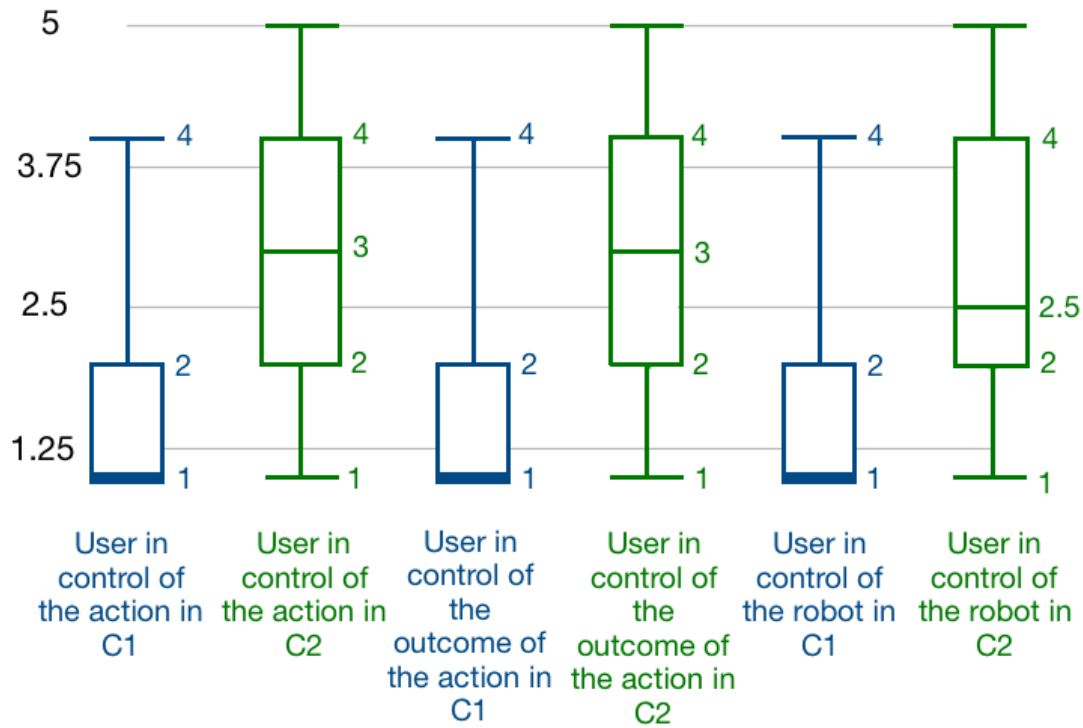 5
3.75
2.5
1.25
4
2
1
4
3
2
1
4
2
1
4
3
2
1
4
2
1
4
2.5
2
1
User in
control of
the action in
C1
User in
control of
the action in
C2
User in
control of
the
outcome of
the action in
C1
User in
control of
the
outcome of
the action in
C2
User in
control of
the robot in
C1
User in
control of
the robot in
C2